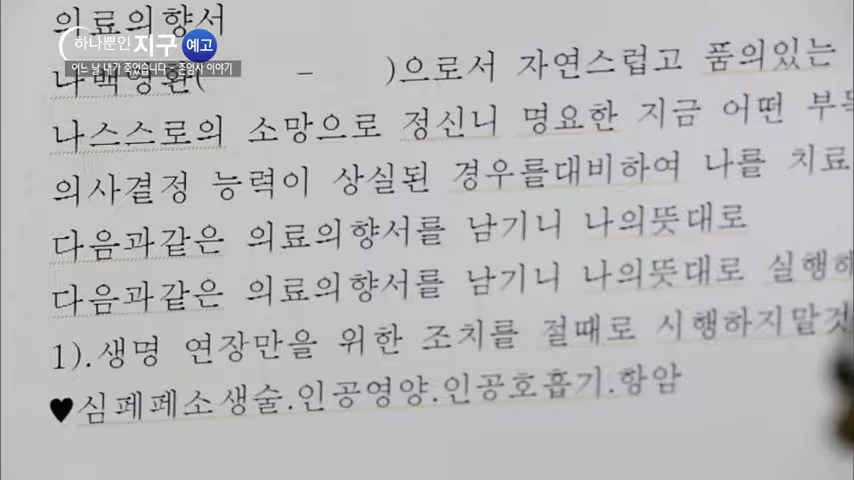 의료의향서
하나뿐인 지구 예고
어느 날 내가 죽었습니다 - 존엄사 이야기
( - )으로서 자연스럽고 품의있는
나스스로의 소망으로 정신니 명요한 지금 어떤
의사결정 능력이 상실된 경우를대비하여 나를 치료
다음과같은 의료의향서를 남기니 나의뜻대로
다음과같은 의료의향서를 남기니 나의뜻대로 실행하
1).생명 연장만을 위한 조치를 절때로 시행하지말것
♥심페페소생술.인공영양.인공호흡기.항암